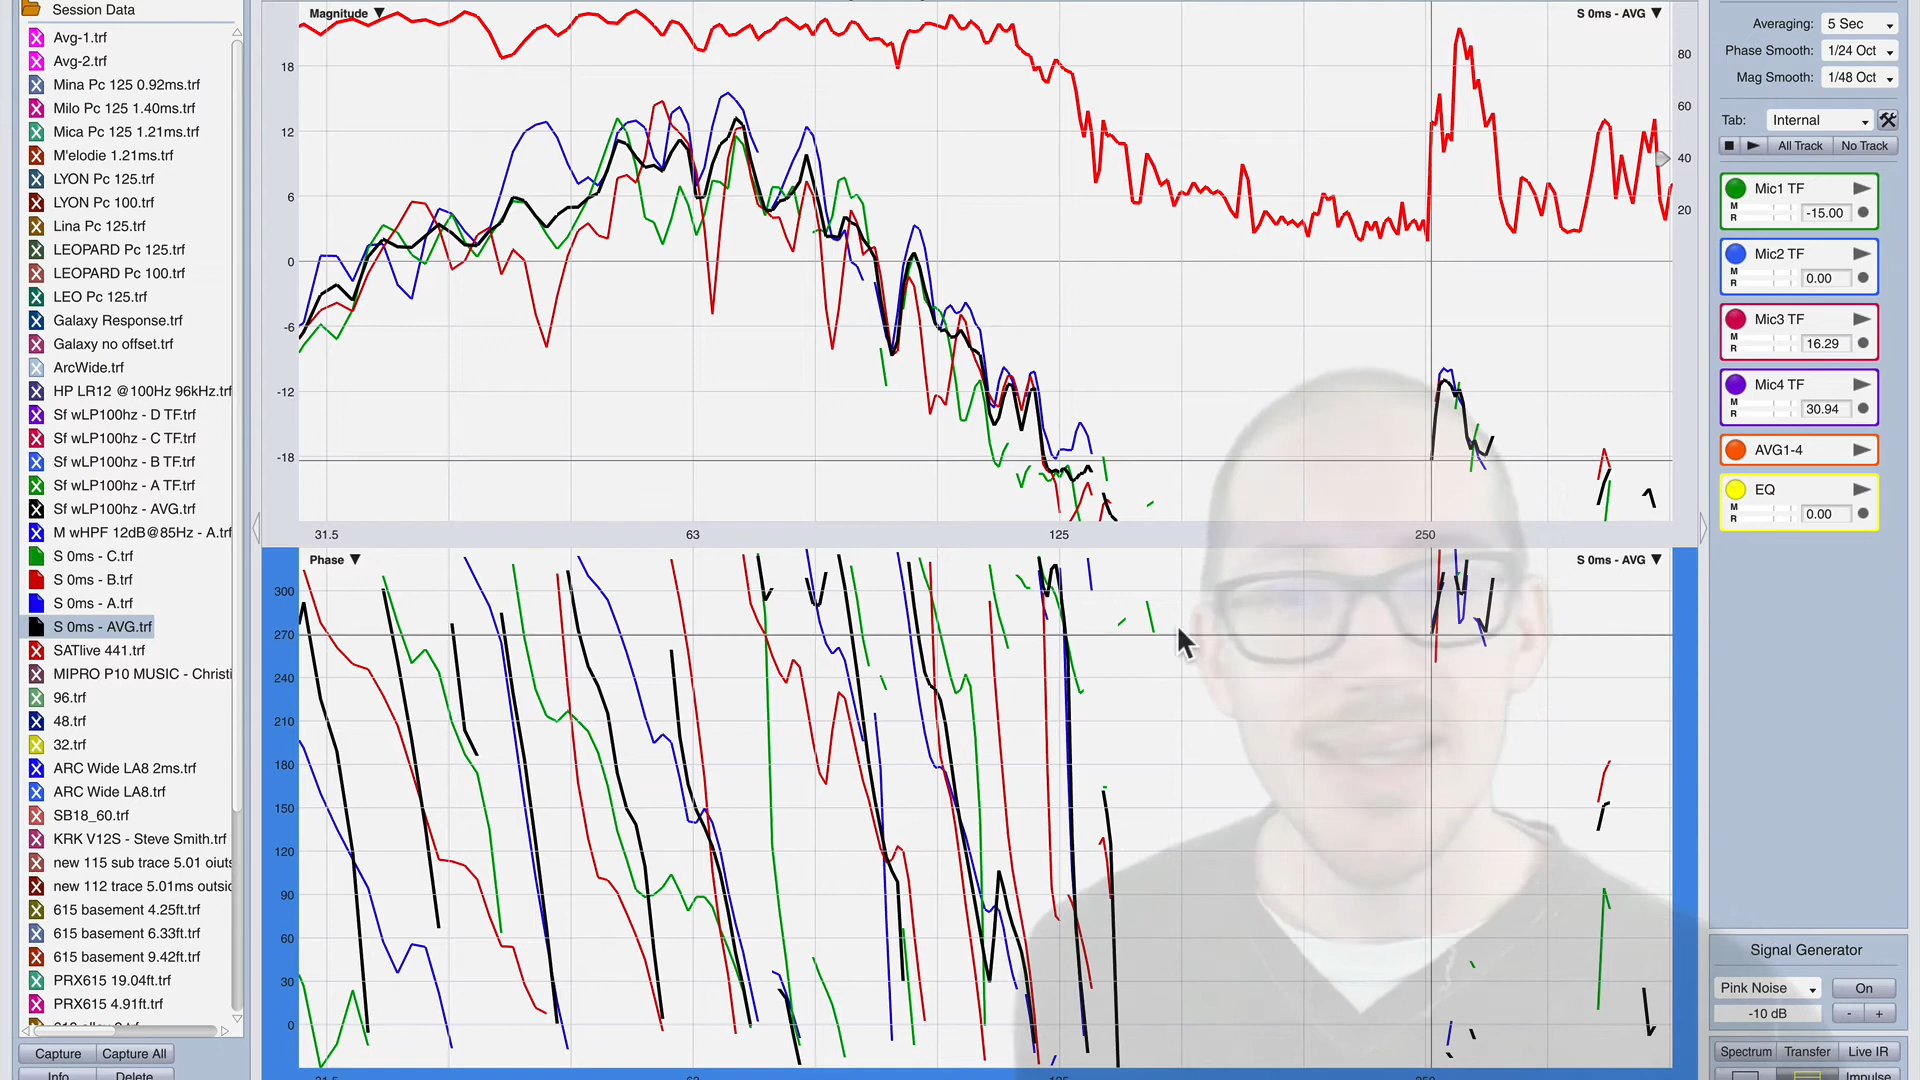 Session Data
Avg-1.trf
Avg-2.trf
Mina Pc 125 0.92ms.trf
Milo Pc 125 1.40ms.trf
Mica Pc 125 1.21ms.trf
M'elodie 1.21ms.trf
LYON Pc 125.trf
LYON Pc 100.trf
Lina Pc 125.trf
LEOPARD Pc 125.trf
LEOPARD Pc 100.trf
LEO Pc 125.trf
Galaxy Response.trf
Galaxy no offset.trf
ArcWide.trf
HP LR12 @100Hz 96kHz.trf
Sf wLP100hz - D TF.trf
Sf wLP100hz - C TF.trf
Sf wLP100hz - B TF.trf
Sf wLP100hz - A TF.trf
Sf wLP100hz - AVG.trf
M wHPF 12dB@85Hz - A.trf
S 0ms - C.trf
S 0ms - B.trf
S 0ms - A.trf
S 0ms - AVG.trf
SATlive 441.trf
MIPRO P10 MUSIC - Christi
96.trf
48.trf
32.trf
ARC Wide LA8 2ms.trf
ARC Wide LA8.trf
SB18_60.trf
KRK V12S - Steve Smith.trf
new 115 sub trace 5.01 outs
new 112 trace 5.01ms outsic
615 basement 4.25ft.trf
615 basement 6.33ft.trf
615 basement 9.42ft.trf
PRX615 19.04ft.trf
PRX615 4.91ft.trf
Capture
Capture All
Info
Delete
Magnitude
S 0ms - AVG
18
12
6
0
-6
-12
-18
80
60
40
20
31.5
63
125
250
Phase
S 0ms - AVG
300
270
240
210
180
150
120
90
60
30
0
31.5
63
125
250
Averaging: 5 Sec
Phase Smooth: 1/24 Oct
Mag Smooth: 1/48 Oct
Tab: Internal
All Track
No Track
Mic1 TF
M
R
-15.00
Mic2 TF
M
R
0.00
Mic3 TF
M
R
16.29
Mic4 TF
M
R
30.94
AVG1-4
EQ
M
R
0.00
Signal Generator
Pink Noise
On
-10 dB
-
+
Spectrum
Transfer
Live IR
Impulse